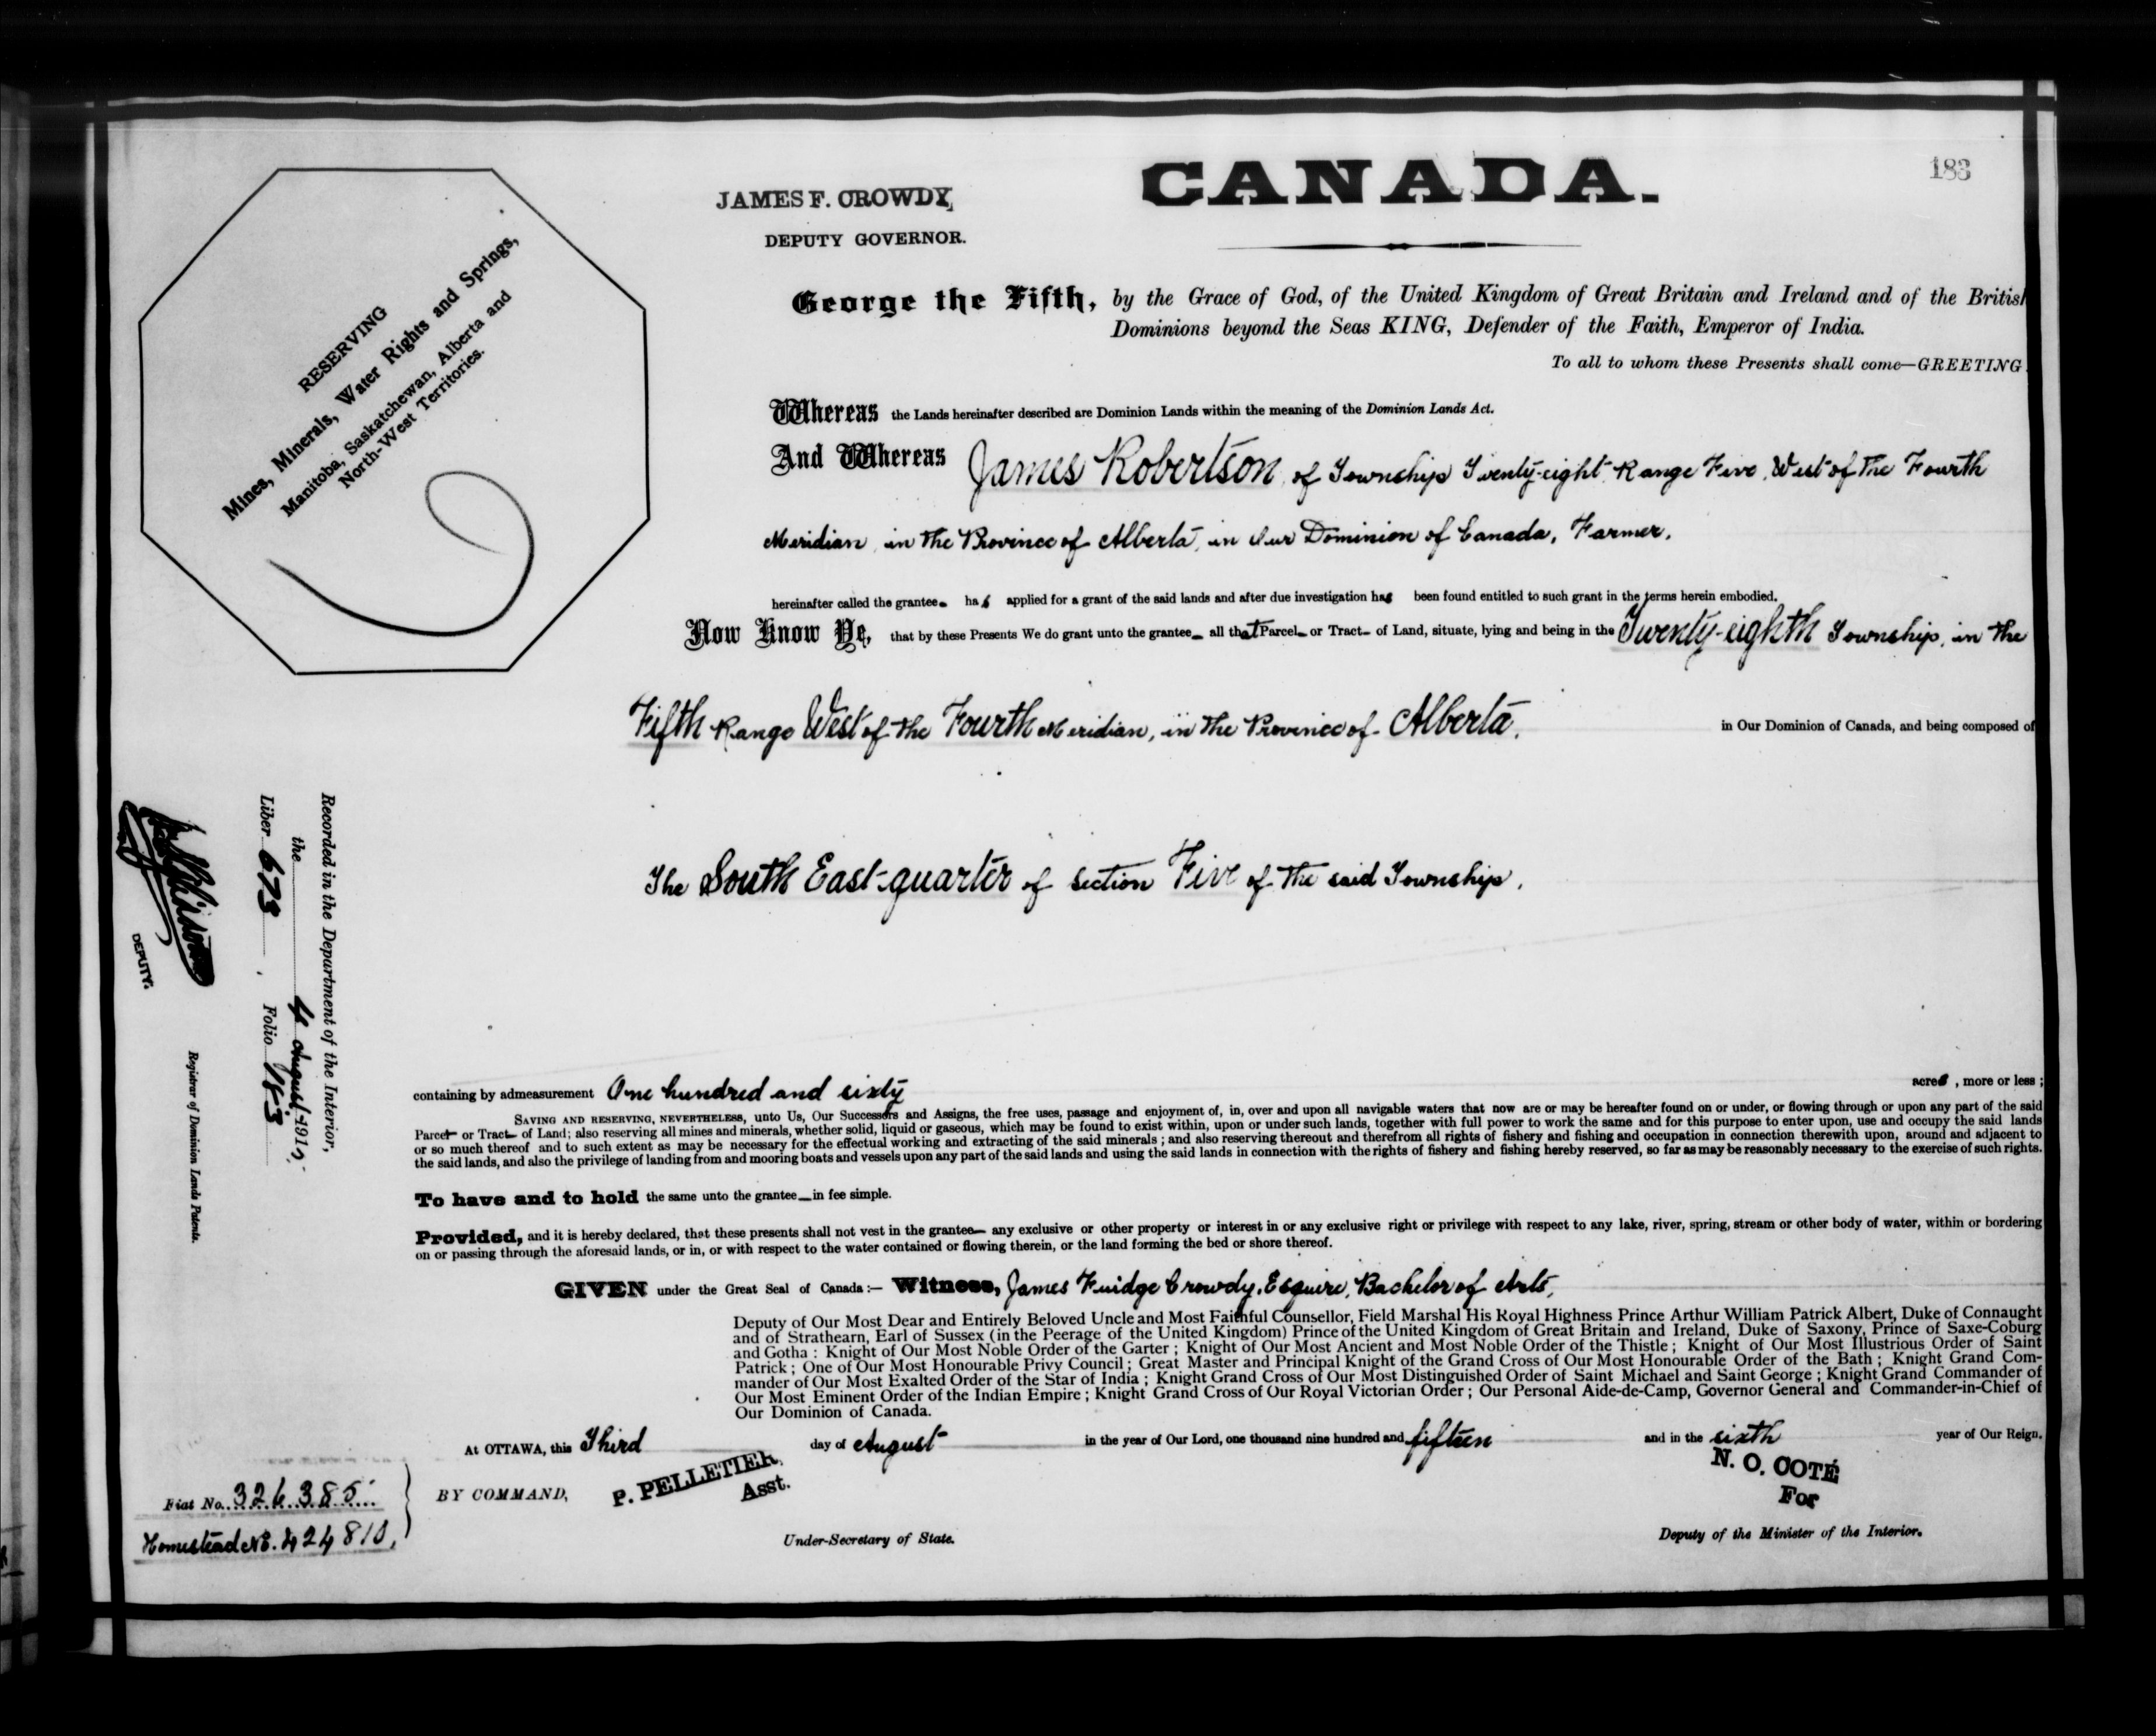 183
CANADA.
JAMES F. CROWDY,
DEPUTY GOVERNOR.
RESERVING
Mines, Minerals, Water Rights and Springs,
Manitoba, Saskatchewan, Alberta and
North-West Territories.
George the Fifth, by the Grace of God, of the United Kingdom of Great Britain and Ireland and of the British
Dominions beyond the Seas KING, Defender of the Faith, Emperor of India.
To all to whom these Presents shall come—GREETING
Whereas the Lands hereinafter described are Dominion Lands within the meaning of the Dominion Lands Act.
And Whereas James Robertson, of Township Twenty-eight, Range Five, West of the Fourth
Meridian, in the Province of Alberta, in Our Dominion of Canada, Farmer,
hereinafter called the grantee has applied for a grant of the said lands and after due investigation has been found entitled to such grant in the terms herein embodied.
Now Know Ye, that by these Presents We do grant unto the grantee all that Parcel or Tract of Land, situate, lying and being in the Twenty-eighth Township, in the
Fifth Range West of the Fourth Meridian, in the Province of Alberta, in Our Dominion of Canada, and being composed of
The South East quarter of Section Five of the said Township,
containing by admeasurement One hundred and sixty acres, more or less;
SAVING AND RESERVING, NEVERTHELESS, unto Us, Our Successors and Assigns, the free uses, passage and enjoyment of, in, over and upon all navigable waters that now are or may be hereafter found on or under, or flowing through or upon any part of the said
Parcel or Tract of Land; also reserving all mines and minerals, whether solid, liquid or gaseous, which may be found to exist within, upon or under such lands, together with full power to work the same and for this purpose to enter upon, use and occupy the said lands
or so much thereof and to such extent as may be necessary for the effectual working and extracting of the said minerals; and also reserving thereout and therefrom all rights of fishery and fishing and occupation in connection therewith upon, around and adjacent to
the said lands, and also the privilege of landing from and mooring boats and vessels upon any part of the said lands and using the said lands in connection with the rights of fishery and fishing hereby reserved, so far as may be reasonably necessary to the exercise of such rights.
To have and to hold the same unto the grantee in fee simple.
Provided, and it is hereby declared, that these presents shall not vest in the grantee any exclusive or other property or interest in or any exclusive right or privilege with respect to any lake, river, spring, stream or other body of water, within or bordering
on or passing through the aforesaid lands, or in, or with respect to the water contained or flowing therein, or the land forming the bed or shore thereof.
GIVEN under the Great Seal of Canada:— Witness, James Fuidge Crowdy, Esquire, Bachelor of Arts,
Deputy of Our Most Dear and Entirely Beloved Uncle and Most Faithful Counsellor, Field Marshal His Royal Highness Prince Arthur William Patrick Albert, Duke of Connaught
and of Strathearn, Earl of Sussex (in the Peerage of the United Kingdom) Prince of the United Kingdom of Great Britain and Ireland, Duke of Saxony, Prince of Saxe-Coburg
and Gotha: Knight of Our Most Noble Order of the Garter; Knight of Our Most Ancient and Most Noble Order of the Thistle; Knight of Our Most Illustrious Order of Saint
Patrick; One of Our Most Honourable Privy Council; Great Master and Principal Knight of the Grand Cross of Our Most Honourable Order of the Bath; Knight Grand Com-
mander of Our Most Exalted Order of the Star of India; Knight Grand Cross of Our Most Distinguished Order of Saint Michael and Saint George; Knight Grand Commander of
Our Most Eminent Order of the Indian Empire; Knight Grand Cross of Our Royal Victorian Order; Our Personal Aide-de-Camp, Governor General and Commander-in-Chief of
Our Dominion of Canada.
At OTTAWA, this Third day of August in the year of Our Lord, one thousand nine hundred and fifteen and in the sixth year of Our Reign.
BY COMMAND,
P. PELLETIER,
Asst.
Under-Secretary of State.
N. O. COTÉ
For
Deputy of the Minister of the Interior.
Fiat No. 326385
Homestead No. 424810,
Recorded in the Department of the Interior,
the 4 August 1915,
Liber 673, Folio 183
DEPUTY.
Registrar of Dominion Lands Patents.